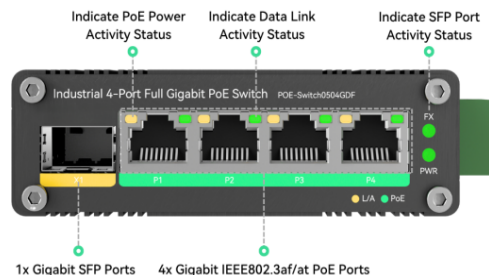 Indicate PoE Power
Activity Status
Indicate Data Link
Activity Status
Indicate SFP Port
Activity Status
Industrial 4-Port Full Gigabit PoE Switch POE-Switch0504GDF
FX
PWR
P1 P2 P3 P4
L/A PoE
1x Gigabit SFP Ports
4x Gigabit IEEE802.3af/at PoE Ports